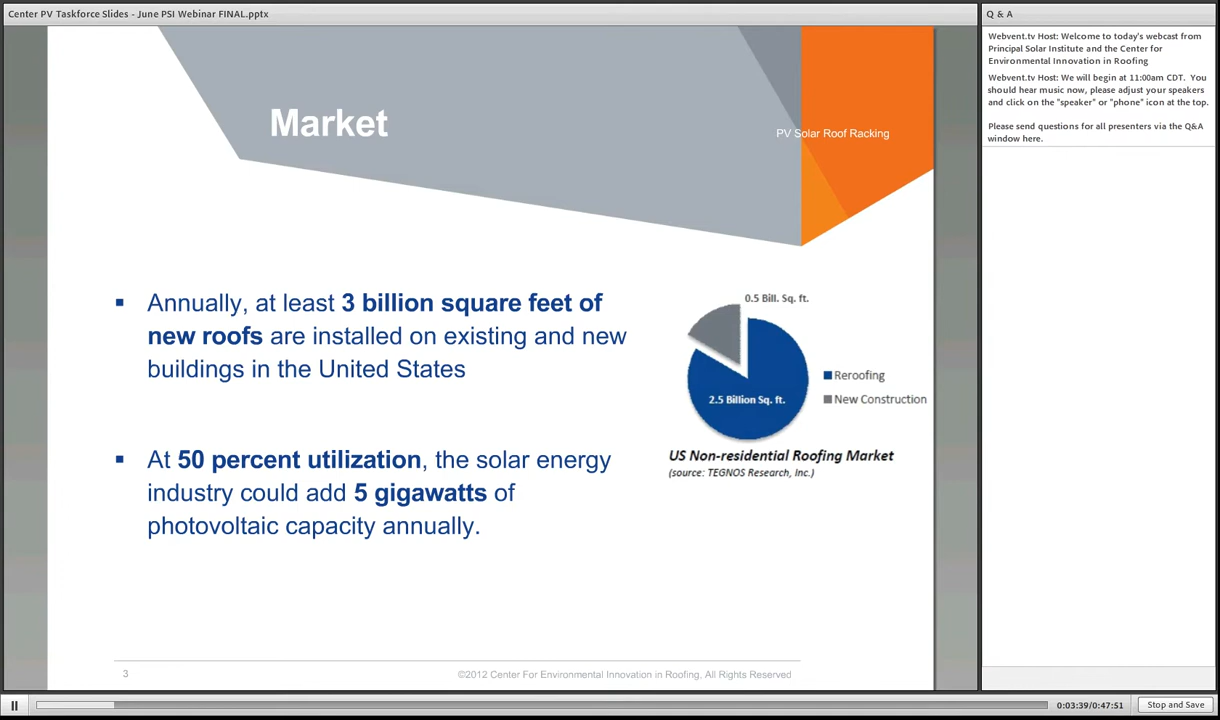 Center PV Taskforce Slides - June PSI Webinar FINAL.pptx
Market
PV Solar Roof Racking
▪ Annually, at least 3 billion square feet of
new roofs are installed on existing and new
buildings in the United States
▪ At 50 percent utilization, the solar energy
industry could add 5 gigawatts of
photovoltaic capacity annually.
0.5 Bill. Sq. ft.
2.5 Billion Sq. ft.
Reroofing
New Construction
US Non-residential Roofing Market
(source: TEGNOS Research, Inc.)
3
©2012 Center For Environmental Innovation in Roofing, All Rights Reserved
Q & A
Webvent.tv Host: Welcome to today's webcast from
Principal Solar Institute and the Center for
Environmental Innovation in Roofing
Webvent.tv Host: We will begin at 11:00am CDT. You
should hear music now, please adjust your speakers
and click on the "speaker" or "phone" icon at the top.
Please send questions for all presenters via the Q&A
window here.
0:03:39/0:47:51
Stop and Save